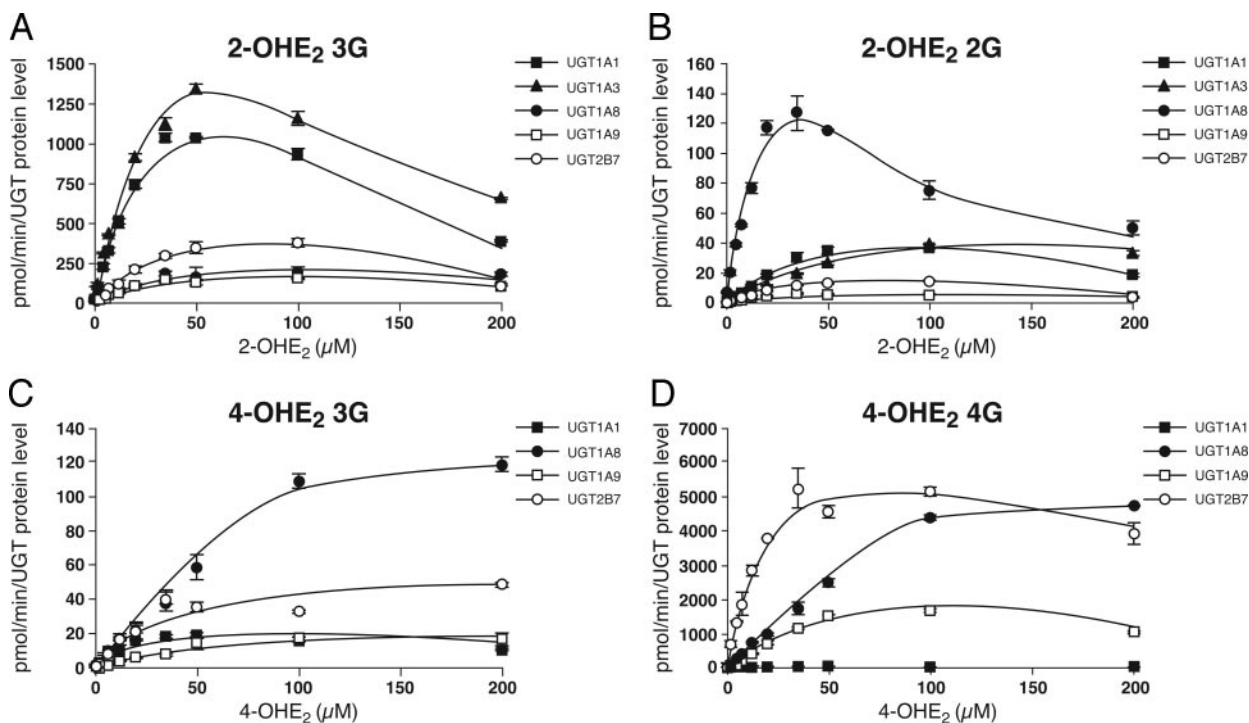 A
2-OHE₂ 3G
pmol/min/UGT protein level
1500
1250
1000
750
500
250
0
0 50 100 150 200
2-OHE₂ (µM)
UGT1A1
UGT1A3
UGT1A8
UGT1A9
UGT2B7
B
2-OHE₂ 2G
pmol/min/UGT protein level
160
140
120
100
80
60
40
20
0
0 50 100 150 200
2-OHE₂ (µM)
UGT1A1
UGT1A3
UGT1A8
UGT1A9
UGT2B7
C
4-OHE₂ 3G
pmol/min/UGT protein level
140
120
100
80
60
40
20
0
0 50 100 150 200
4-OHE₂ (µM)
UGT1A1
UGT1A8
UGT1A9
UGT2B7
D
4-OHE₂ 4G
pmol/min/UGT protein level
7000
6000
5000
4000
3000
2000
1000
0
0 50 100 150 200
4-OHE₂ (µM)
UGT1A1
UGT1A8
UGT1A9
UGT2B7